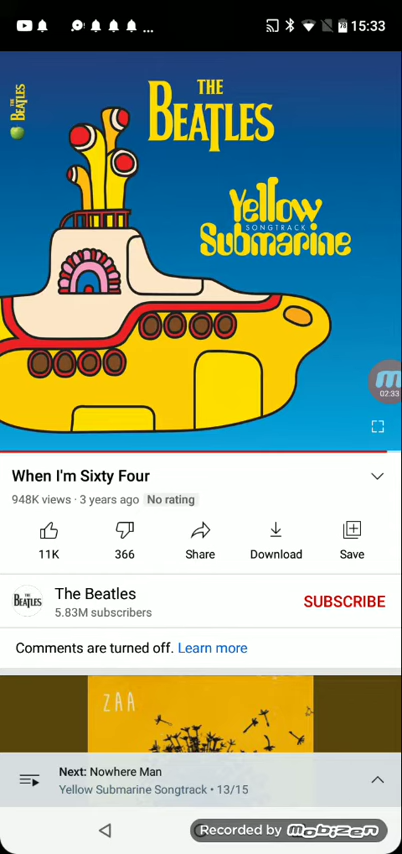 ... 78 15:33
THE BEATLES
THE
BEATLES
Yellow
SONGTRACK
Submarine
02:33
When I'm Sixty Four
948K views · 3 years ago No rating
11K 366 Share Download Save
THE BEATLES The Beatles
5.83M subscribers
SUBSCRIBE
Comments are turned off. Learn more
ZAA
Next: Nowhere Man
Yellow Submarine Songtrack • 13/15
Recorded by mobizen